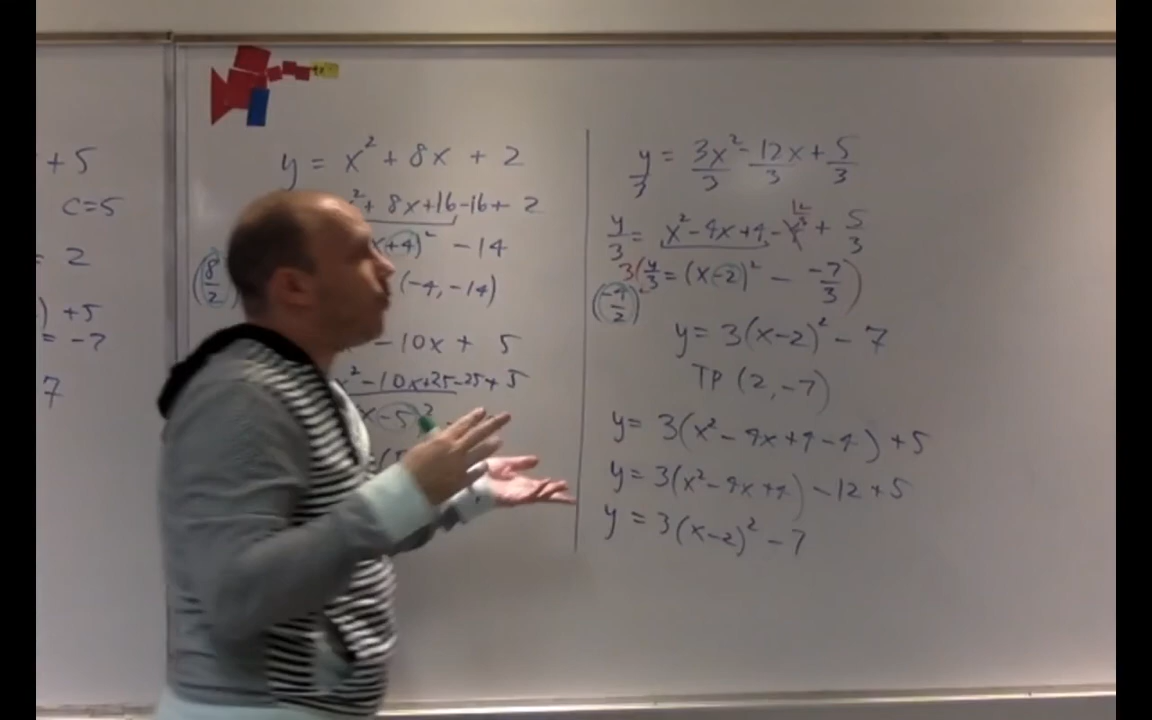 +5
c=5
= 2
) +5
= -7
7
y = x² + 8x + 2
² + 8x+16-16+ 2
x+4)² - 14
(8/2)
(-4, -14)
- 10x + 5
x² -10x+25-25+5
x-5)²
y/3 = 3x²/3 - 12x/3 + 5/3
y/3 = x²-4x+4 - + 5/3
3(y/3 = (x-2)² - -7/3)
(-4/2)²
y = 3(x-2)² - 7
TP (2, -7)
y = 3(x² - 4x+4-4) +5
y = 3(x²-4x+4) -12+5
y = 3(x-2)² -7